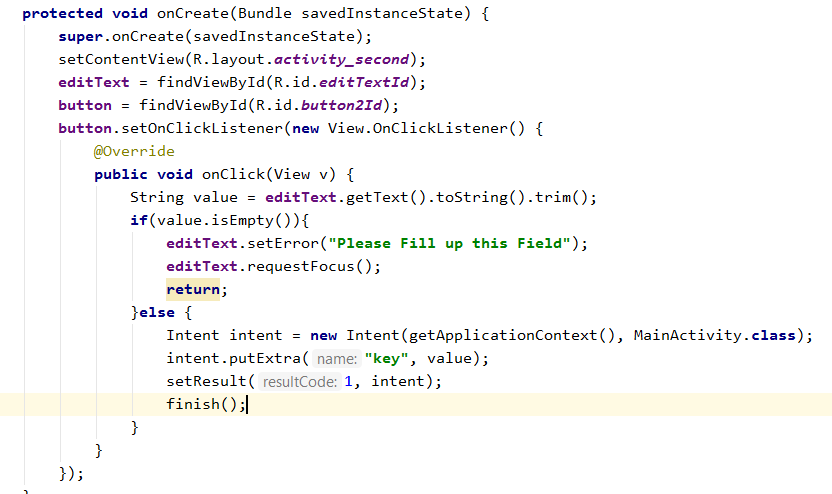 protected void onCreate(Bundle savedInstanceState) {
super.onCreate(savedInstanceState);
setContentView(R.layout.activity_second);
editText = findViewById(R.id.editTextId);
button = findViewById(R.id.button2Id);
button.setOnClickListener(new View.OnClickListener() {
@Override
public void onClick(View v) {
String value = editText.getText().toString().trim();
if(value.isEmpty()){
editText.setError("Please Fill up this Field");
editText.requestFocus();
return;
}else {
Intent intent = new Intent(getApplicationContext(), MainActivity.class);
intent.putExtra( name: "key", value);
setResult( resultCode: 1, intent);
finish();
}
}
});
}